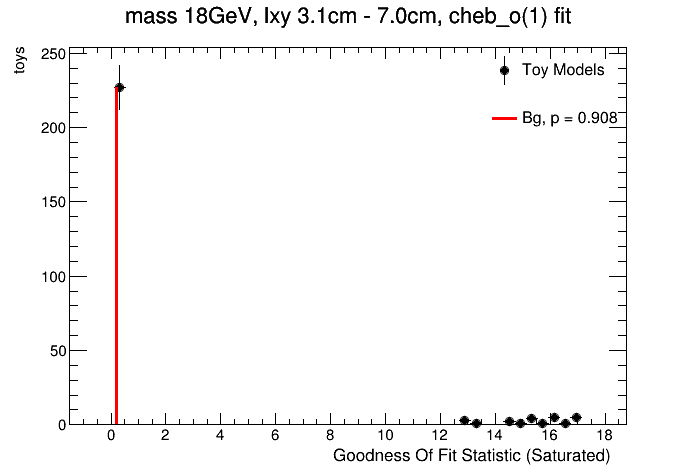 mass 18GeV, lxy 3.1cm - 7.0cm, cheb_o(1) fit
toys
Toy Models
Bg, p = 0.908
250
200
150
100
50
0
0 2 4 6 8 10 12 14 16 18
Goodness Of Fit Statistic (Saturated)